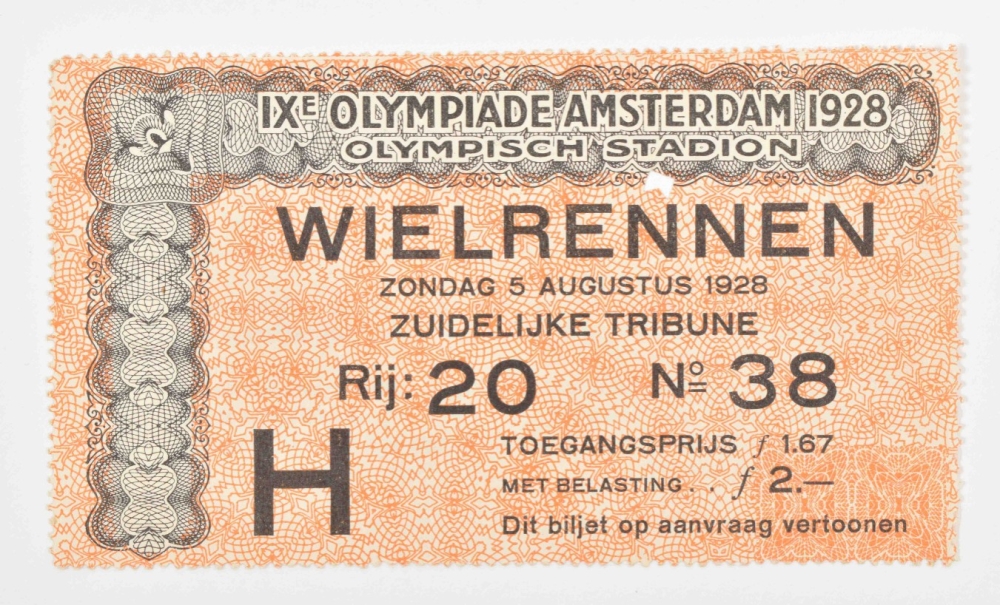 IXE OLYMPIADE AMSTERDAM 1928
OLYMPISCH STADION
WIELRENNEN
ZONDAG 5 AUGUSTUS 1928
ZUIDELIJKE TRIBUNE
Rij: 20 Nº 38
H
TOEGANGSPRIJS ƒ 1.67
MET BELASTING . . ƒ 2.—
Dit biljet op aanvraag vertoonen